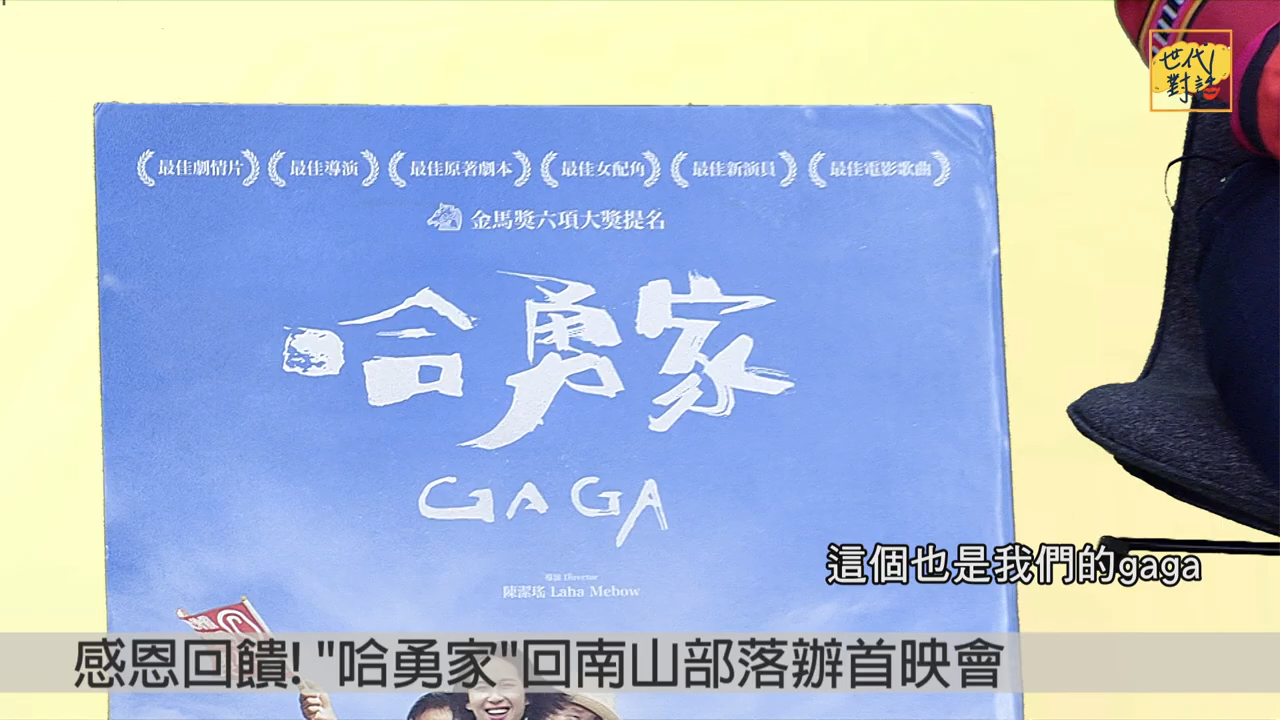 世代
對話
最佳劇情片 最佳導演 最佳原著劇本 最佳女配角 最佳新演員 最佳電影歌曲
金馬獎六項大獎提名
哈勇家
GAGA
導演 Director
陳潔瑤 Laha Mebow
這個也是我們的gaga
感恩回饋! "哈勇家"回南山部落辦首映會